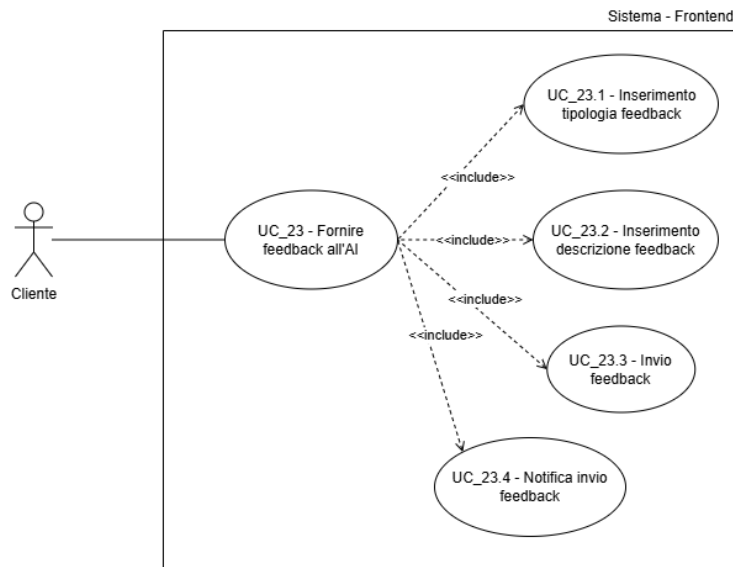 Sistema - Frontend
UC_23.1 - Inserimento
tipologia feedback
<<include>>
UC_23 - Fornire
feedback all'AI
<<include>>
UC_23.2 - Inserimento
descrizione feedback
Cliente
<<include>>
<<include>>
UC_23.3 - Invio
feedback
UC_23.4 - Notifica invio
feedback